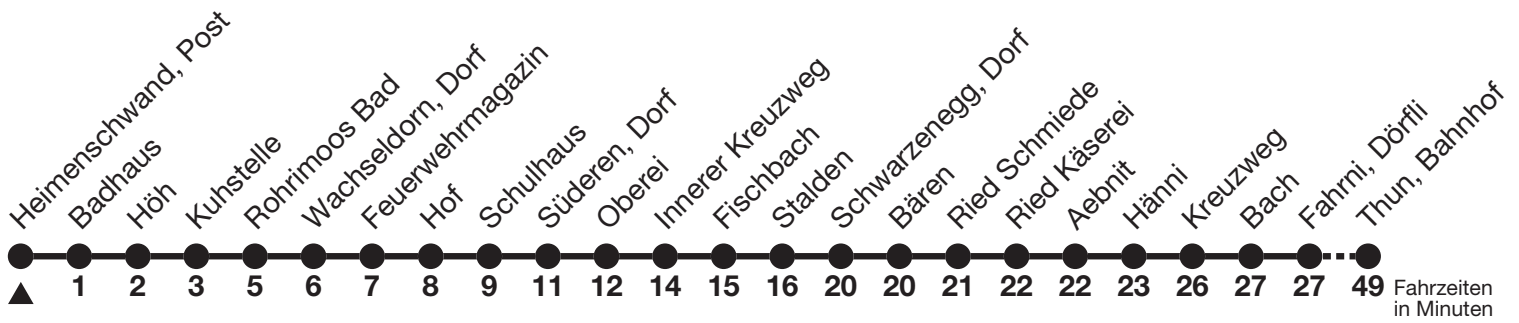 Heimenschwand, Post
Badhaus
Höh
Kuhstelle
Rohrimoos Bad
Wachseldorn, Dorf
Feuerwehrmagazin
Hof
Schulhaus
Süderen, Dorf
Oberei
Innerer Kreuzweg
Fischbach
Stalden
Schwarzenegg, Dorf
Bären
Ried Schmiede
Ried Käserei
Aebnit
Hänni
Kreuzweg
Bach
Fahrni, Dörfli
Thun, Bahnhof
1 2 3 5 6 7 8 9 11 12 14 15 16 20 20 21 22 22 23 26 27 27 49 Fahrzeiten
in Minuten